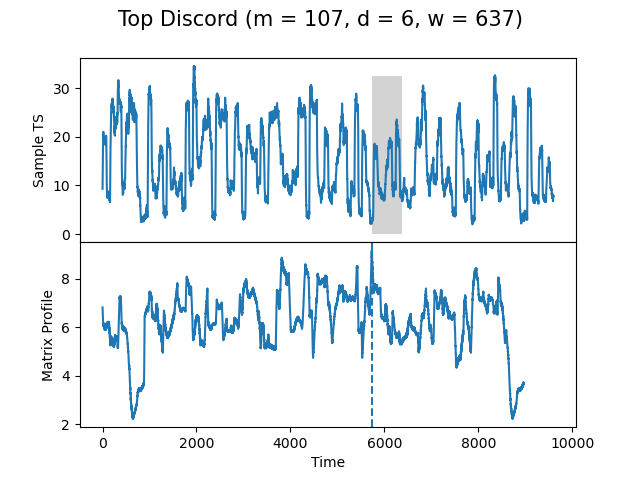 Top Discord (m = 107, d = 6, w = 637)
30
20
10
0
Sample TS
8
6
4
2
Matrix Profile
0 2000 4000 6000 8000 10000
Time